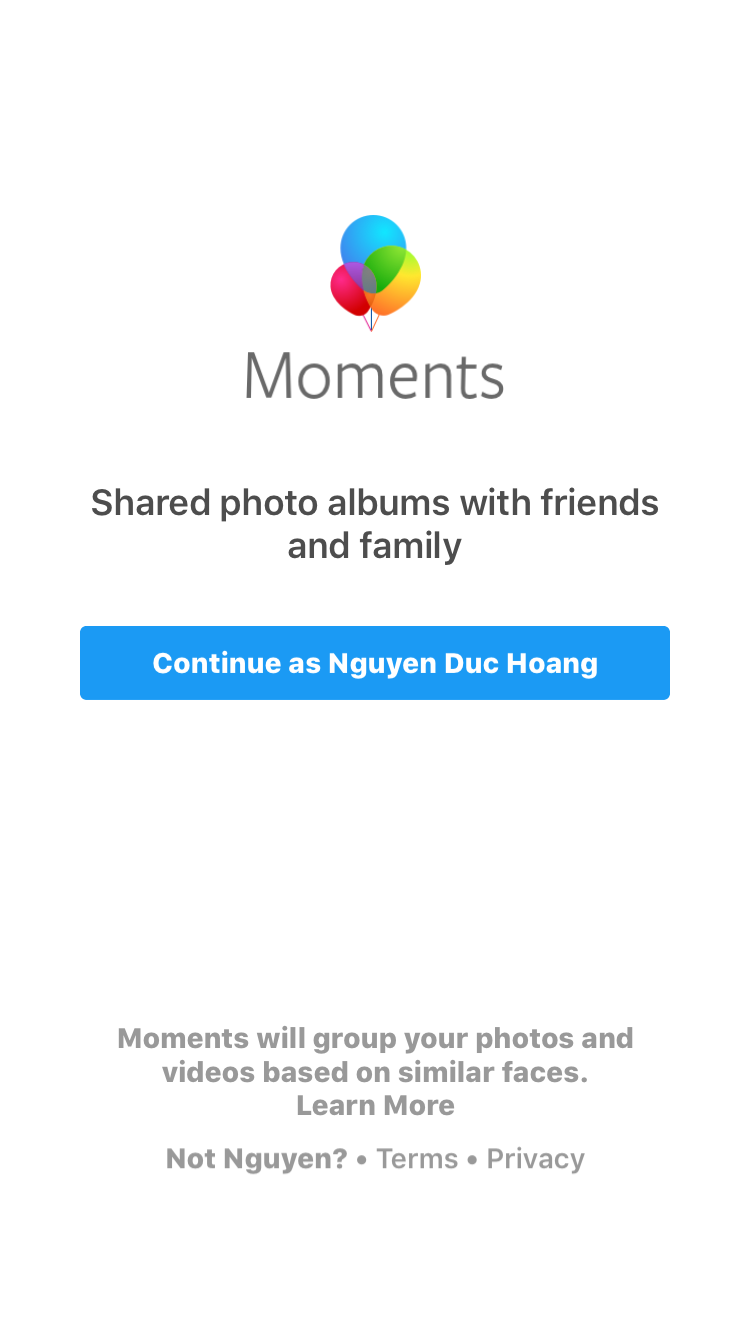 Moments
Shared photo albums with friends
and family
Continue as Nguyen Duc Hoang
Moments will group your photos and
videos based on similar faces.
Learn More
Not Nguyen? • Terms • Privacy